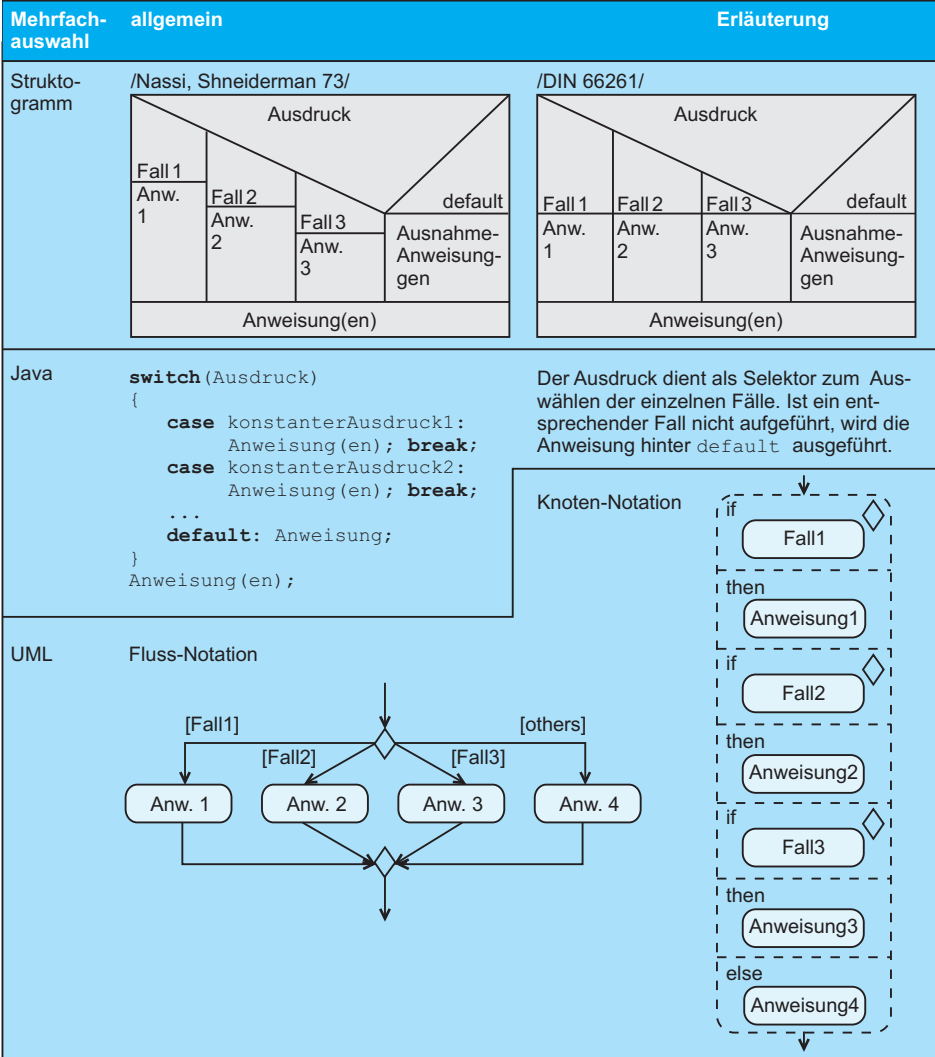 Mehrfach-
auswahl
allgemein
Erläuterung
Strukto-
gramm
/Nassi, Shneiderman 73/
Ausdruck
Fall 1
Anw.
1
Fall 2
Anw.
2
Fall 3
Anw.
3
default
Ausnahme-
Anweisung-
gen
Anweisung(en)
/DIN 66261/
Ausdruck
Fall 1
Fall 2
Fall 3
default
Anw.
1
Anw.
2
Anw.
3
Ausnahme-
Anweisung-
gen
Anweisung(en)
Java
switch(Ausdruck)
{
case konstanterAusdruck1:
Anweisung(en); break;
case konstanterAusdruck2:
Anweisung(en); break;
...
default: Anweisung;
}
Anweisung(en);
Der Ausdruck dient als Selektor zum Aus-
wählen der einzelnen Fälle. Ist ein ent-
sprechender Fall nicht aufgeführt, wird die
Anweisung hinter default ausgeführt.
UML
Fluss-Notation
[Fall1]
[Fall2]
[Fall3]
[others]
Anw. 1
Anw. 2
Anw. 3
Anw. 4
Knoten-Notation
if
Fall1
then
Anweisung1
if
Fall2
then
Anweisung2
if
Fall3
then
Anweisung3
else
Anweisung4